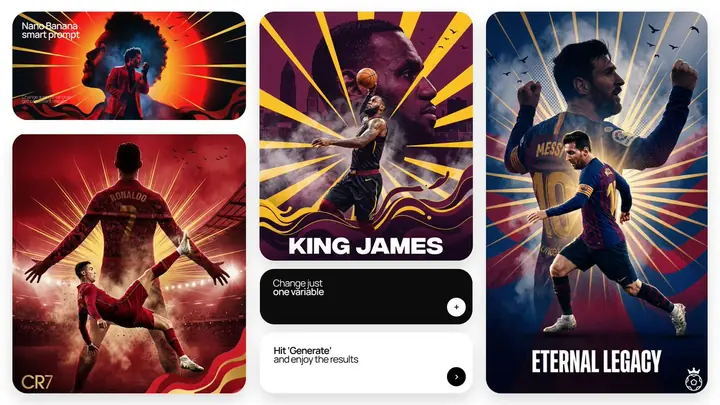 Nano Banana
smart prompt
RONALDO
7
CR7
KING JAMES
Change just
one variable
Hit 'Generate'
and enjoy the results
MESSI
10
ETERNAL LEGACY